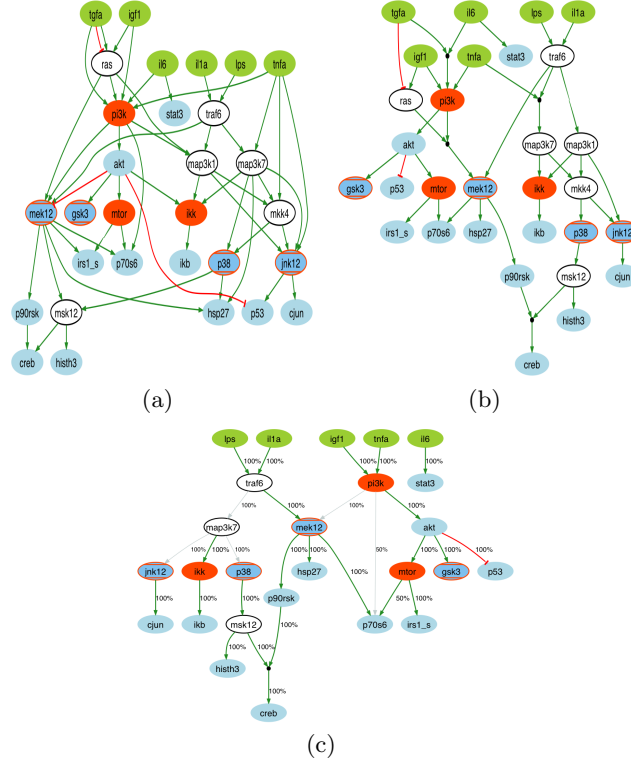 tgfa igf1
ras il6 il1a lps tnfa
pi3k stat3 traf6
akt map3k1 map3k7
mek12 gsk3 mtor ikk mkk4
irs1_s p70s6 ikb p38 jnk12
p90rsk msk12 hsp27 p53 cjun
creb histh3
(a)
tgfa il6 lps il1a
stat3 traf6
igf1 tnfa
ras pi3k
akt map3k7 map3k1
gsk3 p53 mtor mek12 ikk mkk4
irs1_s p70s6 hsp27 ikb p38 jnk12
p90rsk msk12 cjun
histh3
creb
(b)
lps il1a igf1 tnfa il6
100% 100% 100% 100% 100%
traf6 pi3k stat3
100% 100% 100% 100%
map3k7 mek12 akt
100% 100% 100% 100% 100% 50% 100% 100% 100%
jnk12 ikk p38 hsp27 100% mtor gsk3 p53
100% 100% 100% p90rsk 50% 100%
cjun ikb msk12 100% p70s6 irs1_s
100% 100%
histh3
100%
creb
(c)